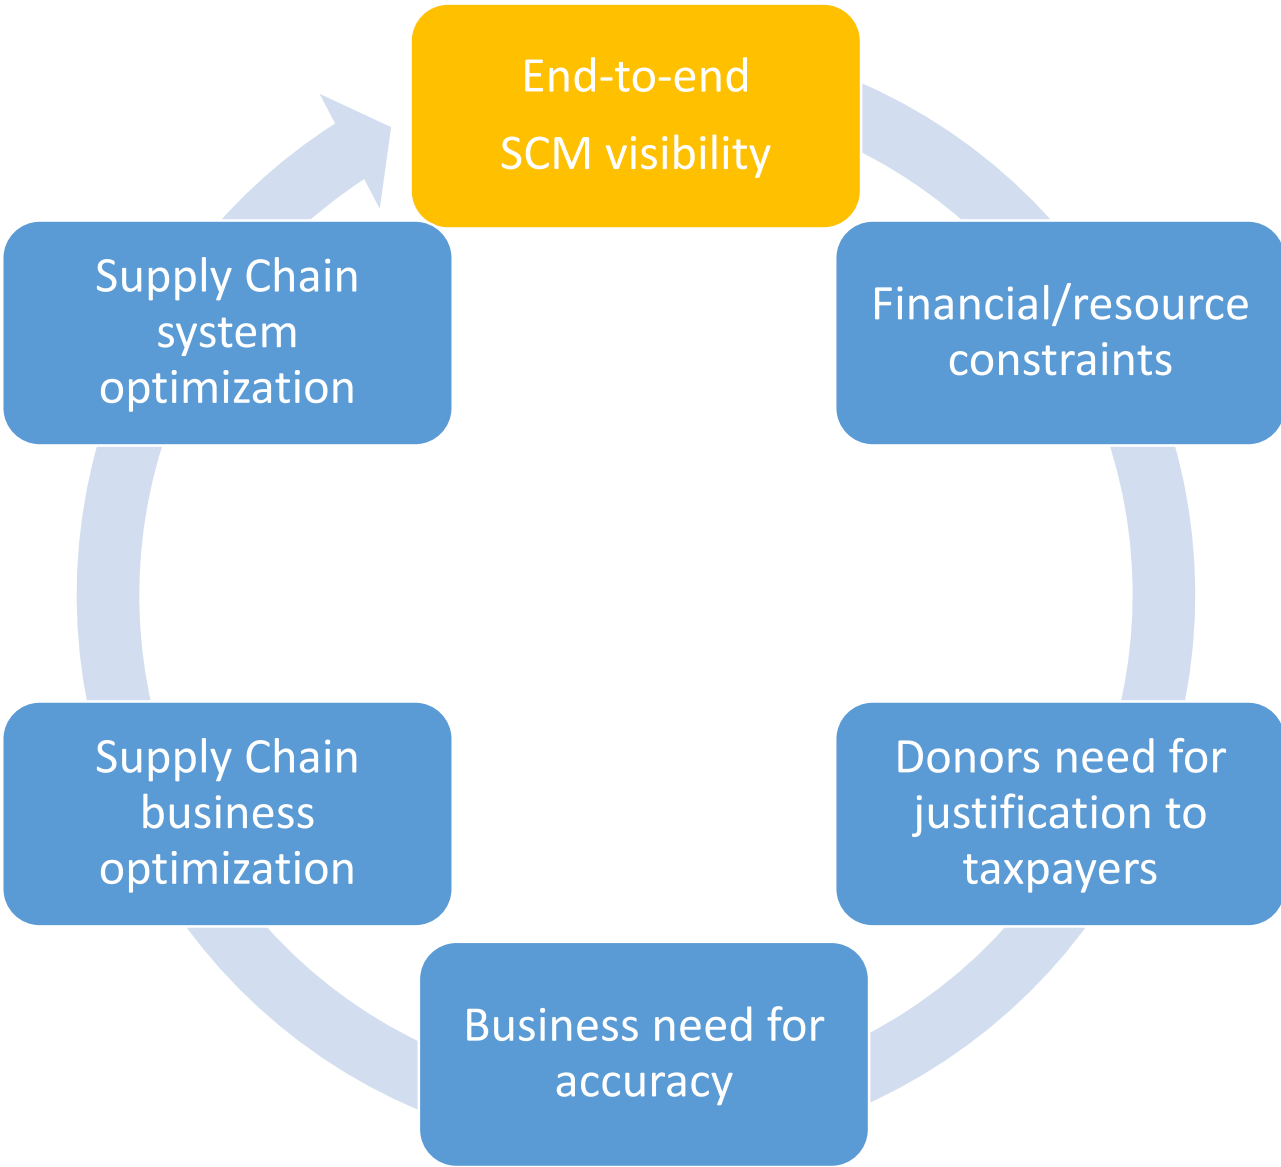 End-to-end
SCM visibility
Financial/resource
constraints
Donors need for
justification to
taxpayers
Business need for
accuracy
Supply Chain
business
optimization
Supply Chain
system
optimization